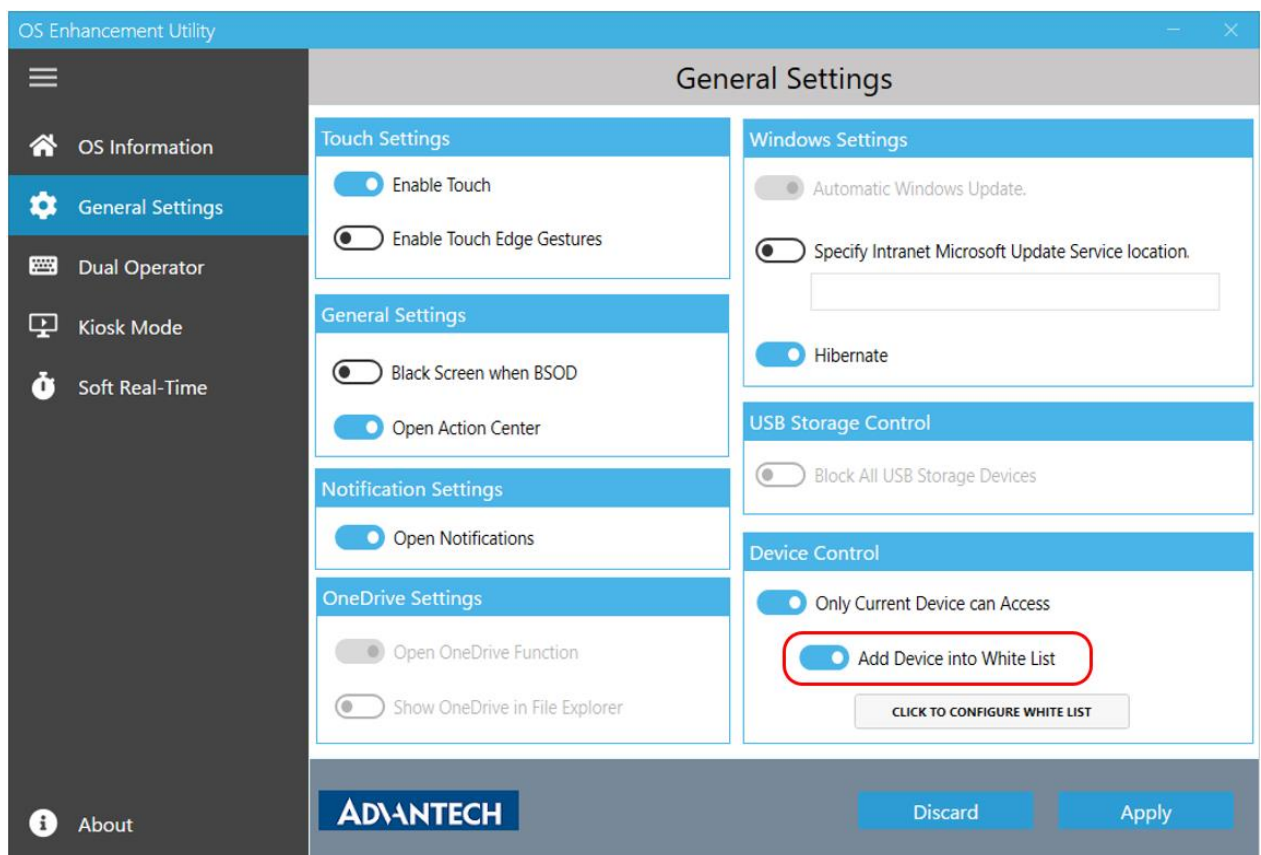 OS Enhancement Utility
General Settings
OS Information
General Settings
Dual Operator
Kiosk Mode
Soft Real-Time
About
Touch Settings
Enable Touch
Enable Touch Edge Gestures
General Settings
Black Screen when BSOD
Open Action Center
Notification Settings
Open Notifications
OneDrive Settings
Open OneDrive Function
Show OneDrive in File Explorer
Windows Settings
Automatic Windows Update.
Specify Intranet Microsoft Update Service location.
Hibernate
USB Storage Control
Block All USB Storage Devices
Device Control
Only Current Device can Access
Add Device into White List
CLICK TO CONFIGURE WHITE LIST
ADVANTECH
Discard
Apply